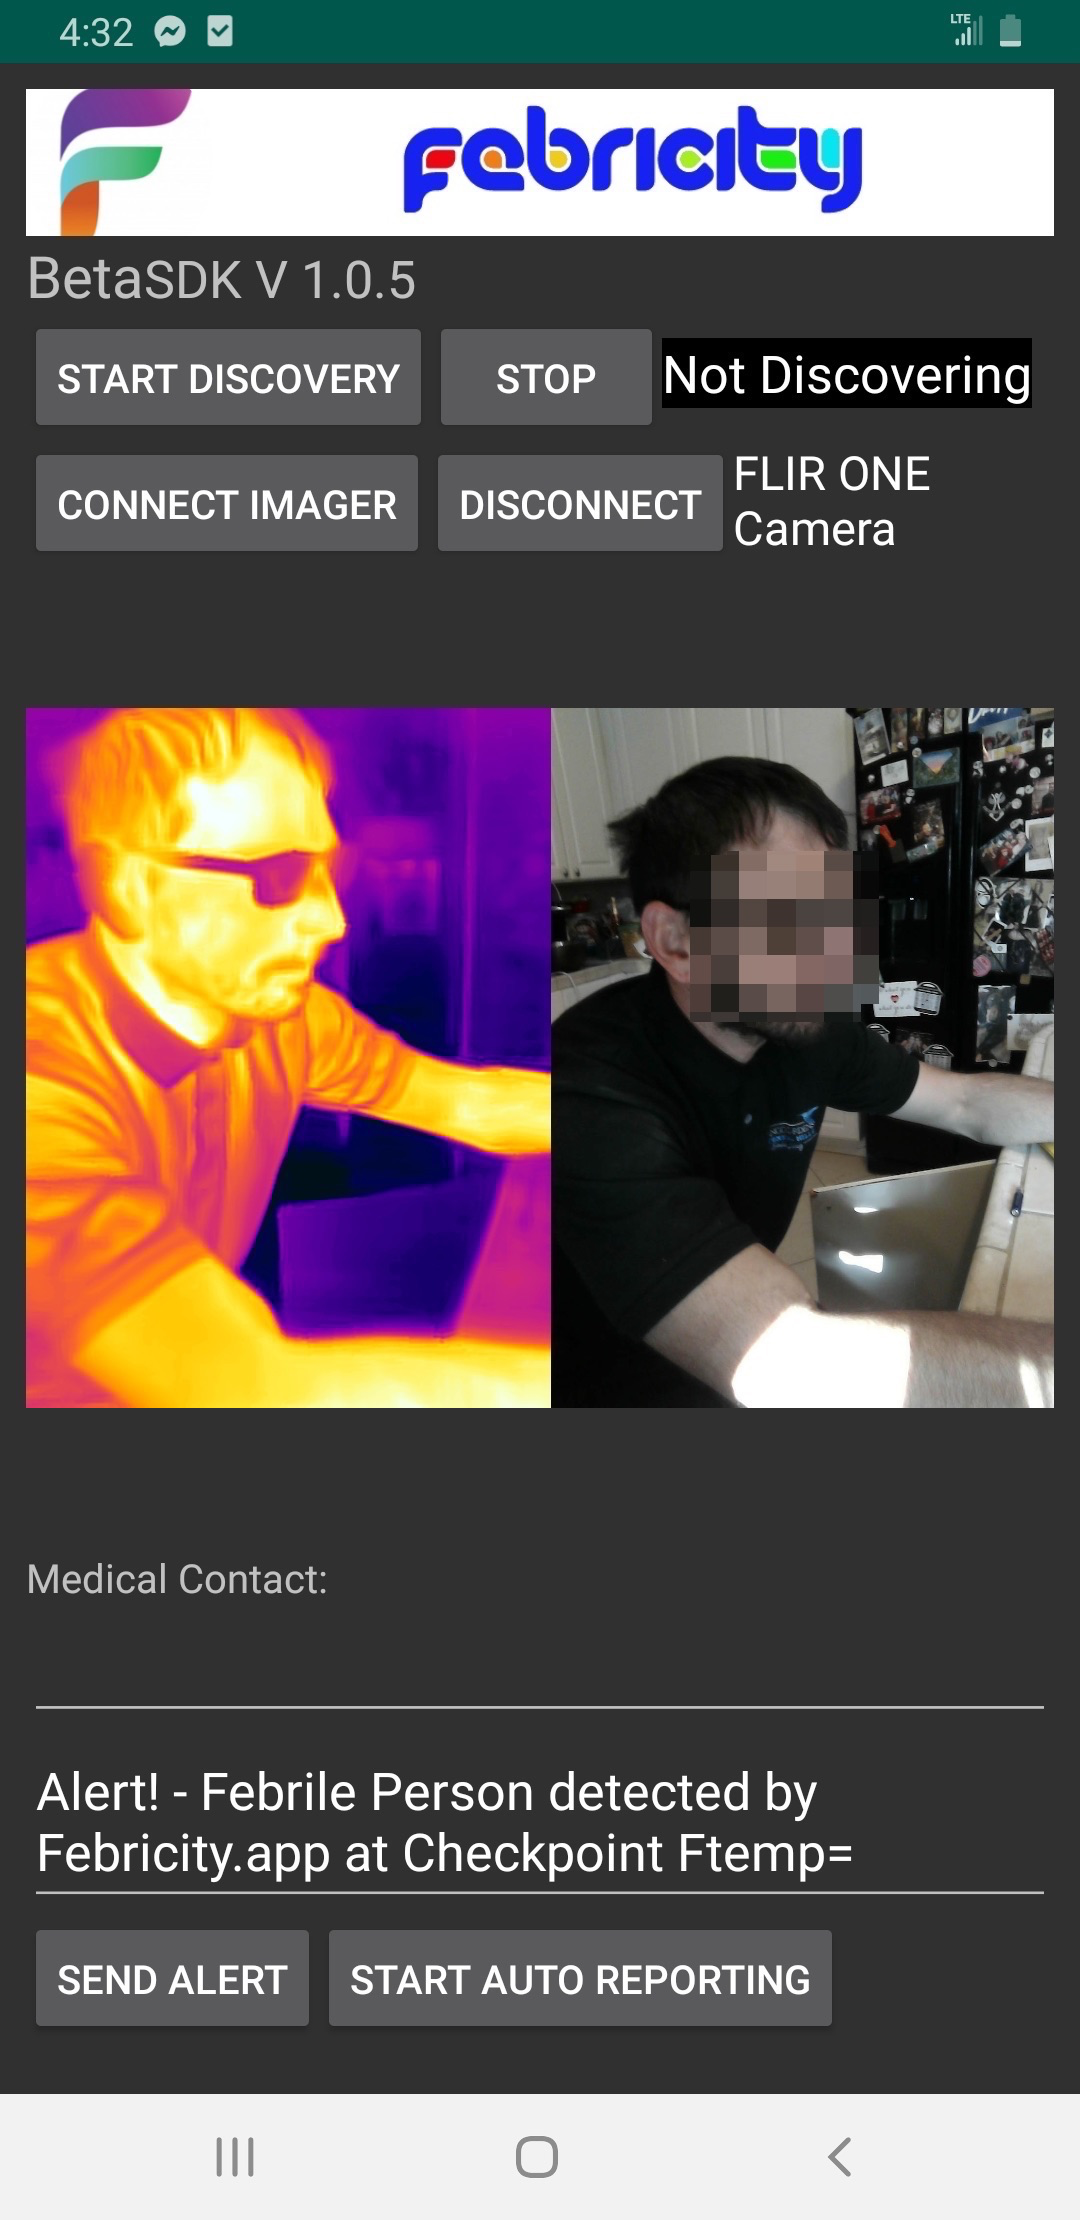 4:32
LTE
febricity
BetaSDK V 1.0.5
START DISCOVERY STOP Not Discovering
CONNECT IMAGER DISCONNECT FLIR ONE
Camera
Medical Contact:
Alert! - Febrile Person detected by
Febricity.app at Checkpoint Ftemp=
SEND ALERT START AUTO REPORTING